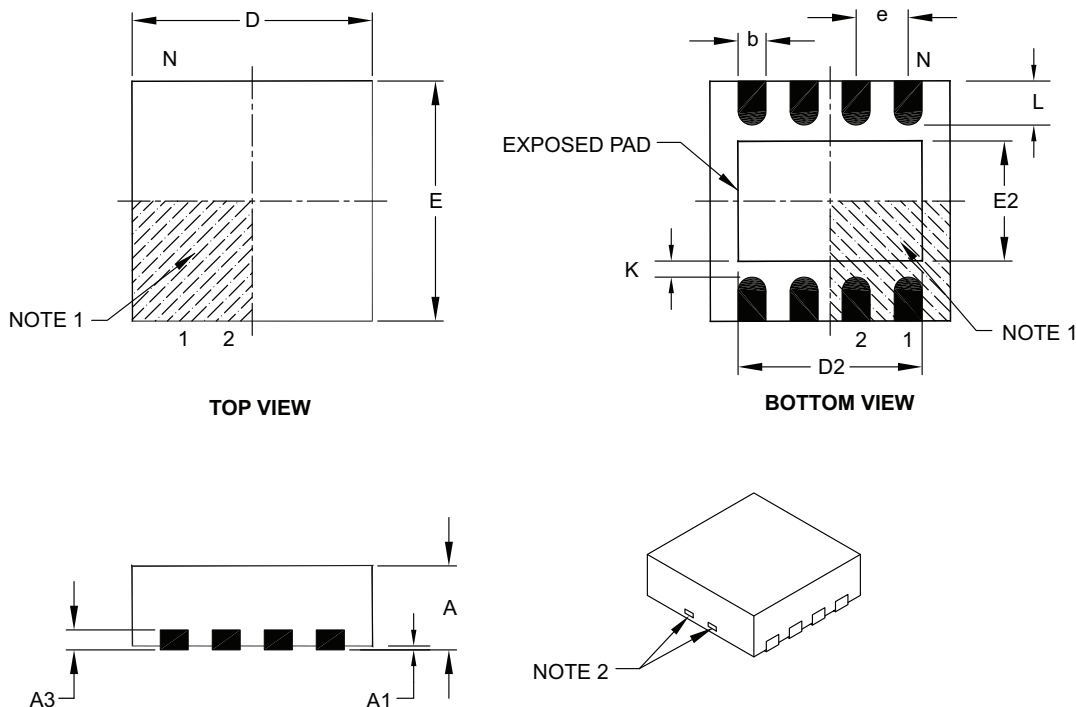 D
N
E
NOTE 1
1 2
TOP VIEW
e
b
N
L
EXPOSED PAD
E2
K
2 1
NOTE 1
D2
BOTTOM VIEW
A
A3
A1
NOTE 2